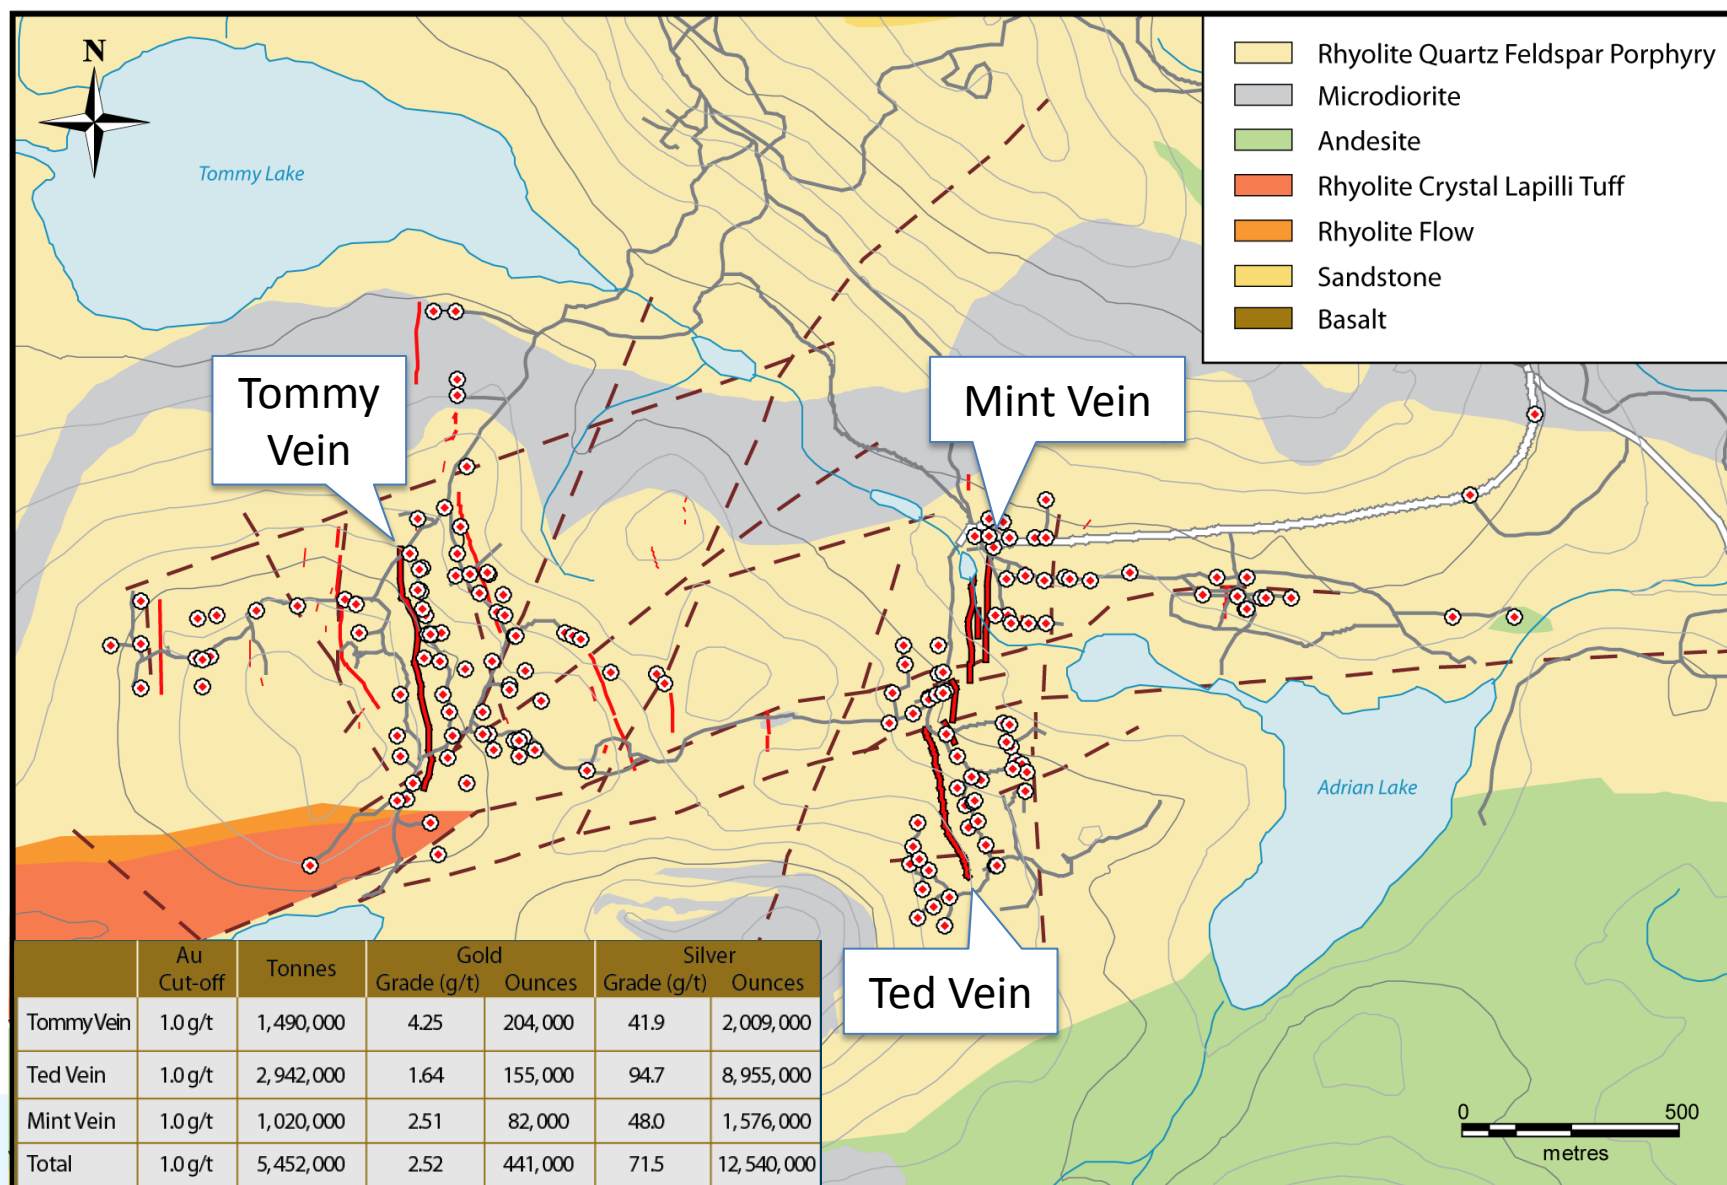 N
Tommy Lake
Rhyolite Quartz Feldspar Porphyry
Microdiorite
Andesite
Rhyolite Crystal Lapilli Tuff
Rhyolite Flow
Sandstone
Basalt
Tommy
Vein
Mint Vein
Adrian Lake
Ted Vein
0 500
metres
Au Cut-off Tonnes Gold Silver
Grade (g/t) Ounces Grade (g/t) Ounces
Tommy Vein 1.0 g/t 1,490,000 4.25 204,000 41.9 2,009,000
Ted Vein 1.0 g/t 2,942,000 1.64 155,000 94.7 8,955,000
Mint Vein 1.0 g/t 1,020,000 2.51 82,000 48.0 1,576,000
Total 1.0 g/t 5,452,000 2.52 441,000 71.5 12,540,000